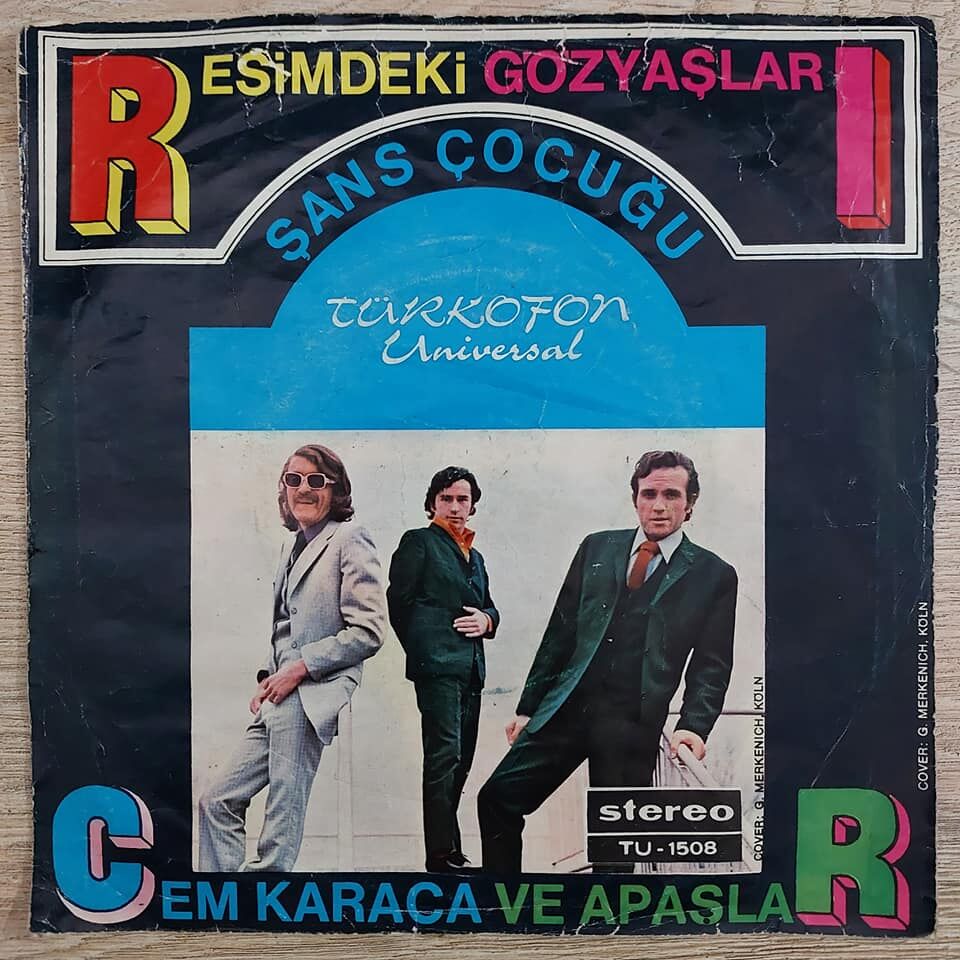 RESİMDEKİ GÖZYAŞLARI
ŞANS ÇOCUĞU
TÜRKOFON
Universal
COVER: G. MERKENICH, KÖLN
COVER: G. MERKENICH, KÖLN
stereo
TU - 1508
CEM KARACA VE APAŞLAR